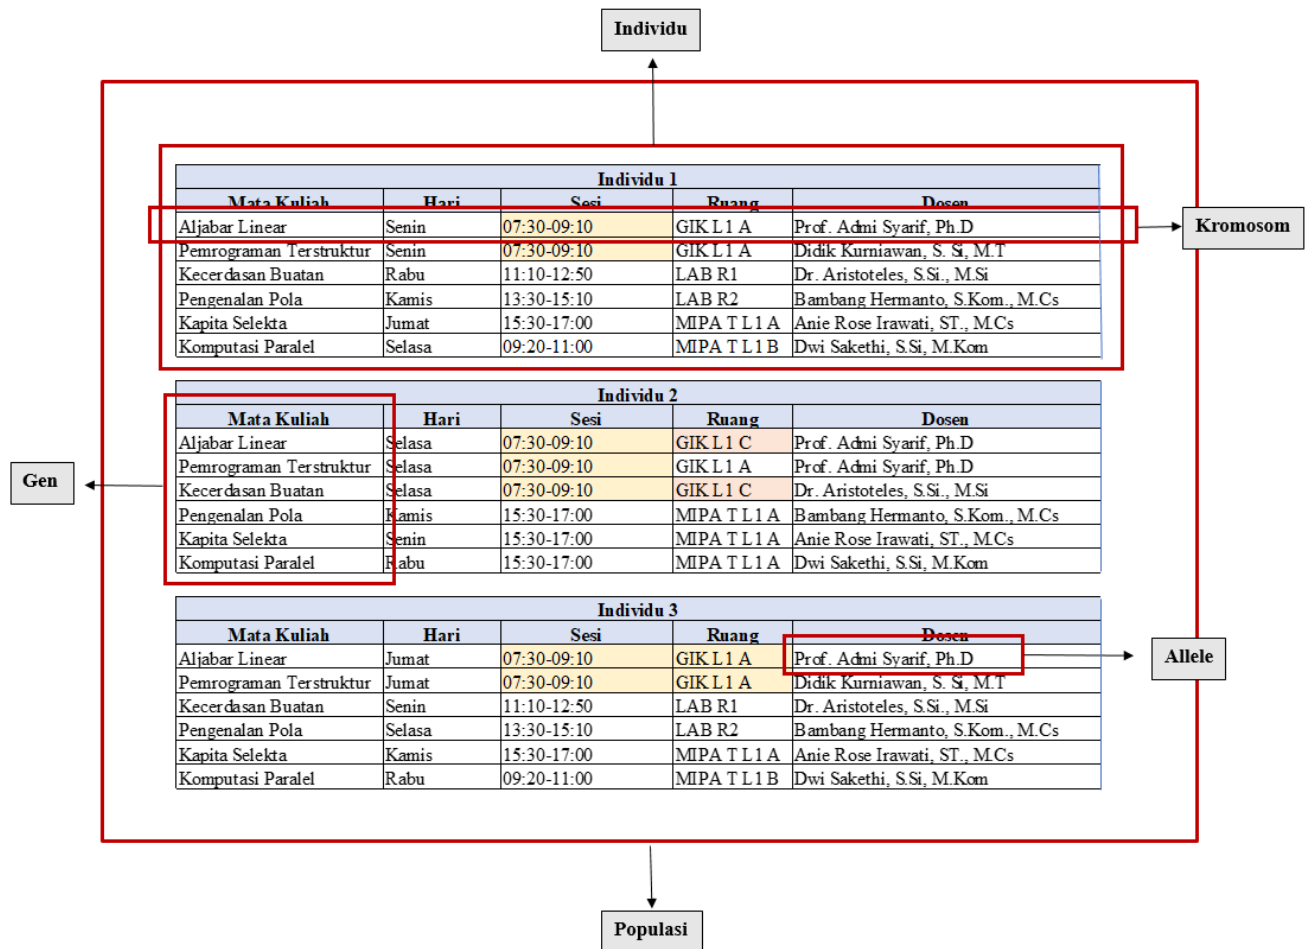 Individu
Individu 1
Mata Kuliah Hari Sesi Ruang Dosen
Aljabar Linear Senin 07:30-09:10 GIK L1 A Prof. Admi Syarif, Ph.D
Kromosom
Pemrograman Terstruktur Senin 07:30-09:10 GIK L1 A Didik Kurniawan, S. Si, M.T
Kecerdasan Buatan Rabu 11:10-12:50 LAB R1 Dr. Aristoteles, S.Si., M.Si
Pengenalan Pola Kamis 13:30-15:10 LAB R2 Bambang Hermanto, S.Kom., M.Cs
Kapita Selekta Jumat 15:30-17:00 MIPA T L1 A Anie Rose Irawati, ST., M.Cs
Komputasi Paralel Selasa 09:20-11:00 MIPA T L1 B Dwi Sakethi, S.Si, M.Kom
Individu 2
Mata Kuliah Hari Sesi Ruang Dosen
Aljabar Linear Selasa 07:30-09:10 GIK L1 C Prof. Admi Syarif, Ph.D
Pemrograman Terstruktur Selasa 07:30-09:10 GIK L1 A Prof. Admi Syarif, Ph.D
Gen
Kecerdasan Buatan Selasa 07:30-09:10 GIK L1 C Dr. Aristoteles, S.Si., M.Si
Pengenalan Pola Kamis 15:30-17:00 MIPA T L1 A Bambang Hermanto, S.Kom., M.Cs
Kapita Selekta Senin 15:30-17:00 MIPA T L1 A Anie Rose Irawati, ST., M.Cs
Komputasi Paralel Rabu 15:30-17:00 MIPA T L1 A Dwi Sakethi, S.Si, M.Kom
Individu 3
Mata Kuliah Hari Sesi Ruang Dosen
Aljabar Linear Jumat 07:30-09:10 GIK L1 A Prof. Admi Syarif, Ph.D
Allele
Pemrograman Terstruktur Jumat 07:30-09:10 GIK L1 A Didik Kurniawan, S. Si, M.T
Kecerdasan Buatan Senin 11:10-12:50 LAB R1 Dr. Aristoteles, S.Si., M.Si
Pengenalan Pola Selasa 13:30-15:10 LAB R2 Bambang Hermanto, S.Kom., M.Cs
Kapita Selekta Kamis 15:30-17:00 MIPA T L1 A Anie Rose Irawati, ST., M.Cs
Komputasi Paralel Rabu 09:20-11:00 MIPA T L1 B Dwi Sakethi, S.Si, M.Kom
Populasi